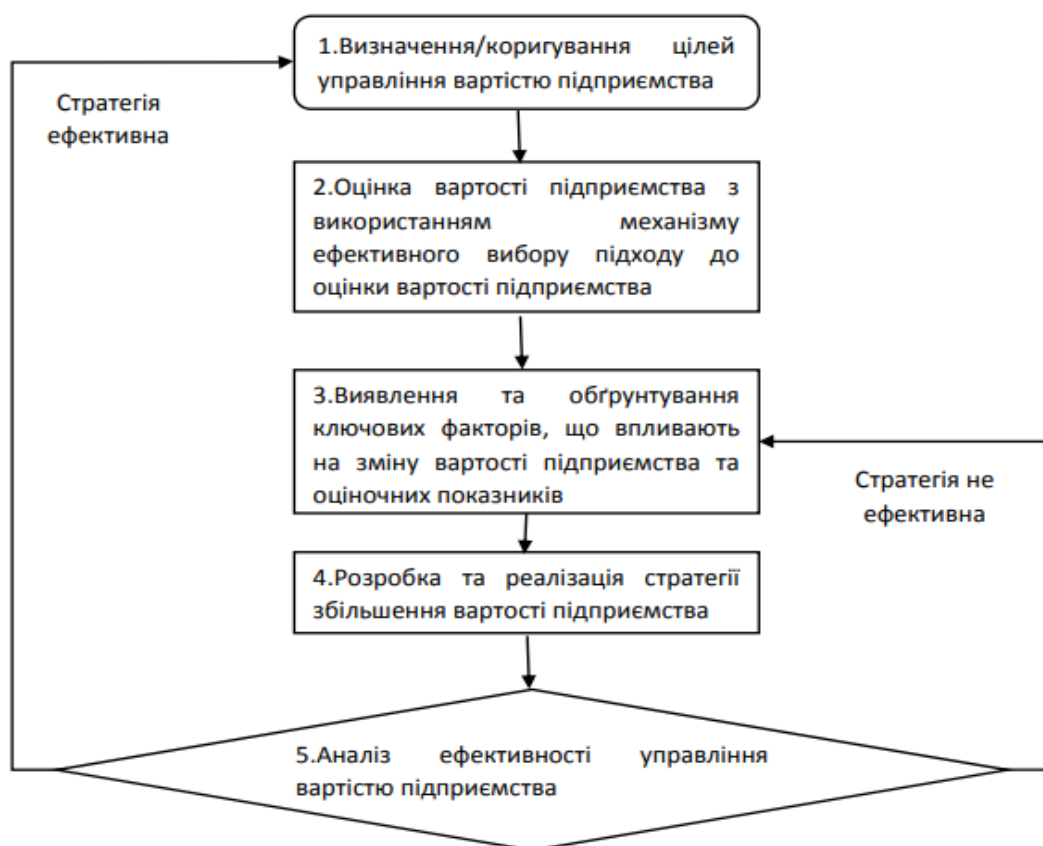 1.Визначення/коригування цілей
управління вартістю підприємства
Стратегія
ефективна
2.Оцінка вартості підприємства з
використанням механізму
ефективного вибору підходу до
оцінки вартості підприємства
3.Виявлення та обґрунтування
ключових факторів, що впливають
на зміну вартості підприємства та
оціночних показників
Стратегія не
ефективна
4.Розробка та реалізація стратегії
збільшення вартості підприємства
5.Аналіз ефективності управління
вартістю підприємства